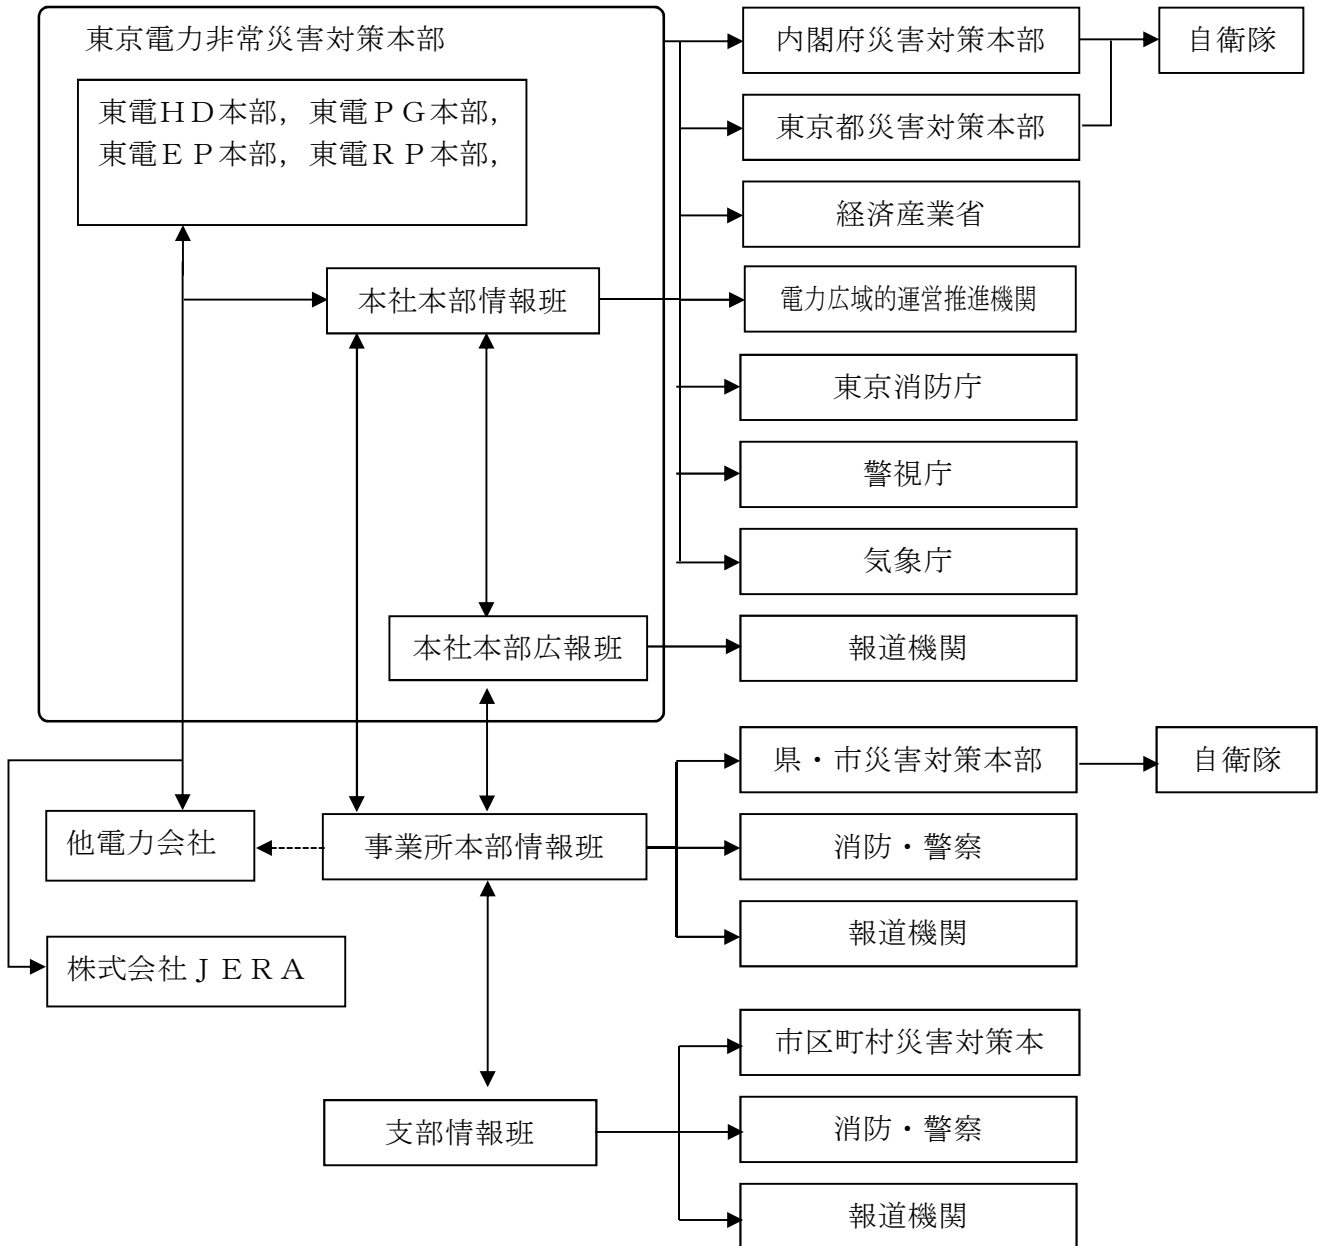 東京電力非常災害対策本部
東電HD本部，東電ＰＧ本部，
東電ＥＰ本部，東電ＲＰ本部，
本社本部情報班
本社本部広報班
内閣府災害対策本部
自衛隊
東京都災害対策本部
経済産業省
電力広域的運営推進機関
東京消防庁
警視庁
気象庁
報道機関
他電力会社
株式会社ＪＥＲＡ
事業所本部情報班
県・市災害対策本部
自衛隊
消防・警察
報道機関
支部情報班
市区町村災害対策本
消防・警察
報道機関